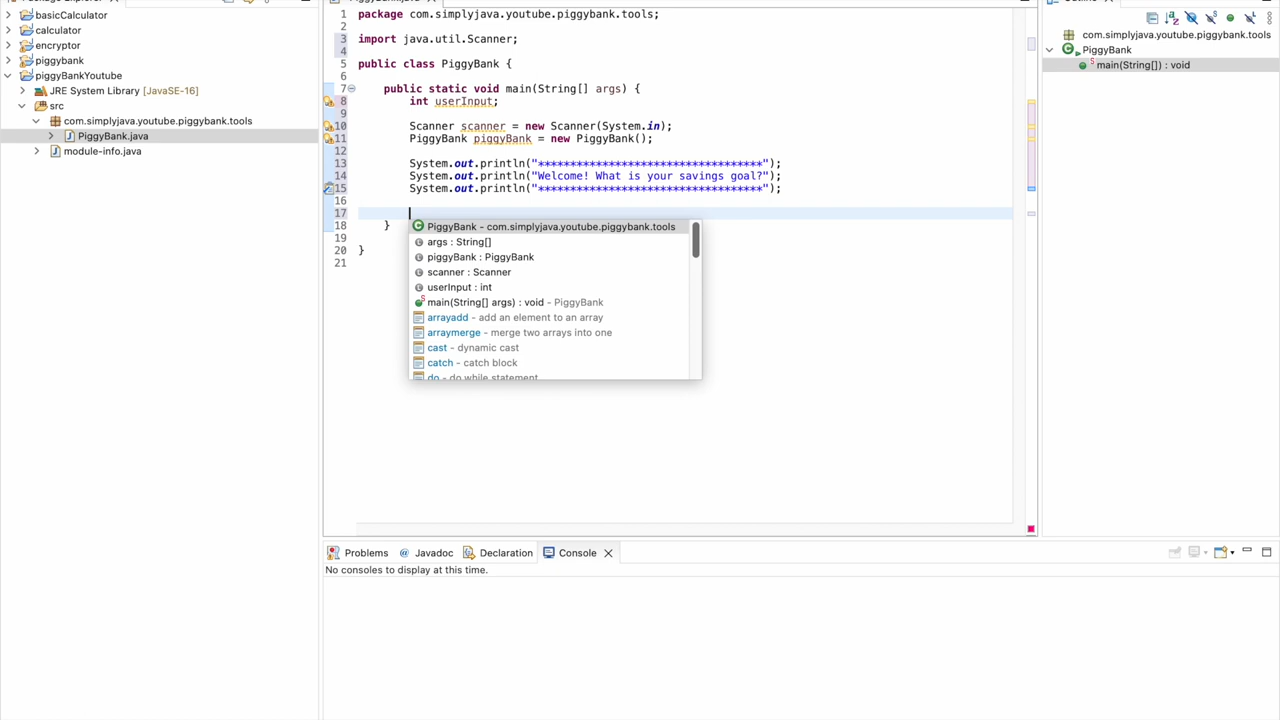 basicCalculator
calculator
encryptor
piggybank
piggyBankYoutube
JRE System Library [JavaSE-16]
src
com.simplyjava.youtube.piggybank.tools
PiggyBank.java
module-info.java
1 package com.simplyjava.youtube.piggybank.tools;
2
3 import java.util.Scanner;
4
5 public class PiggyBank {
6
7 public static void main(String[] args) {
8 int userInput;
9
10 Scanner scanner = new Scanner(System.in);
11 PiggyBank piggyBank = new PiggyBank();
12
13 System.out.println("***********************************");
14 System.out.println("Welcome! What is your savings goal?");
15 System.out.println("***********************************");
16
17
18 }
19
20 }
21
PiggyBank - com.simplyjava.youtube.piggybank.tools
args : String[]
piggyBank : PiggyBank
scanner : Scanner
userInput : int
main(String[] args) : void - PiggyBank
arrayadd - add an element to an array
arraymerge - merge two arrays into one
cast - dynamic cast
catch - catch block
do - do while statement
com.simplyjava.youtube.piggybank.tools
PiggyBank
main(String[]) : void
Problems
Javadoc
Declaration
Console
No consoles to display at this time.